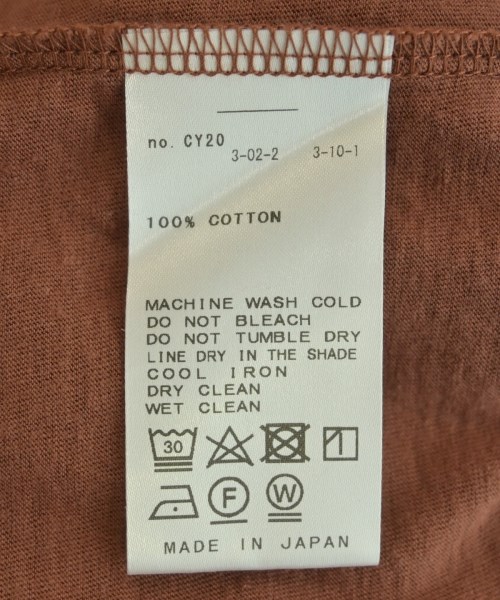 no. CY20 3-02-2 3-10-1
100% COTTON
MACHINE WASH COLD
DO NOT BLEACH
DO NOT TUMBLE DRY
LINE DRY IN THE SHADE
COOL IRON
DRY CLEAN
WET CLEAN
30
F W
MADE IN JAPAN